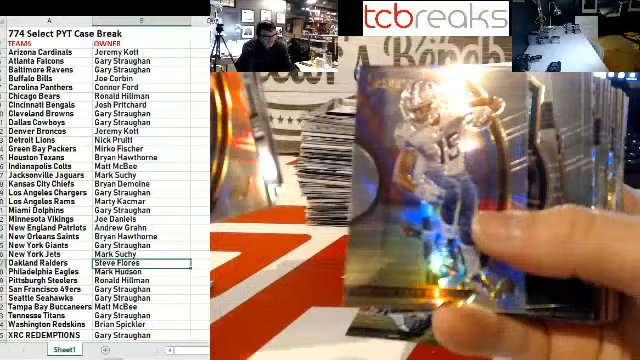 tcbreaks
774 Select PYT Case Break
TEAMS OWNER
Arizona Cardinals Jeremy Kott
Atlanta Falcons Gary Straughan
Baltimore Ravens Gary Straughan
Buffalo Bills Joe Corbin
Carolina Panthers Connor Ford
Chicago Bears Ronald Hillman
Cincinnati Bengals Josh Pritchard
Cleveland Browns Gary Straughan
Dallas Cowboys Gary Straughan
Denver Broncos Jeremy Kott
Detroit Lions Nick Pruitt
Green Bay Packers Mirko Fischer
Houston Texans Bryan Hawthorne
Indianapolis Colts Matt McBee
Jacksonville Jaguars Mark Suchy
Kansas City Chiefs Bryan Demoine
Los Angeles Chargers Gary Straughan
Los Angeles Rams Marty Kacmar
Miami Dolphins Gary Straughan
Minnesota Vikings Joe Daniels
New England Patriots Andrew Grahn
New Orleans Saints Bryan Hawthorne
New York Giants Gary Straughan
New York Jets Mark Suchy
Oakland Raiders Steve Flores
Philadelphia Eagles Mark Hudson
Pittsburgh Steelers Ronald Hillman
San Francisco 49ers Gary Straughan
Seattle Seahawks Gary Straughan
Tampa Bay Buccaneers Matt McBee
Tennesse Titans Gary Straughan
Washington Redskins Brian Spickler
XRC REDEMPTIONS Gary Straughan
Sheet1
15